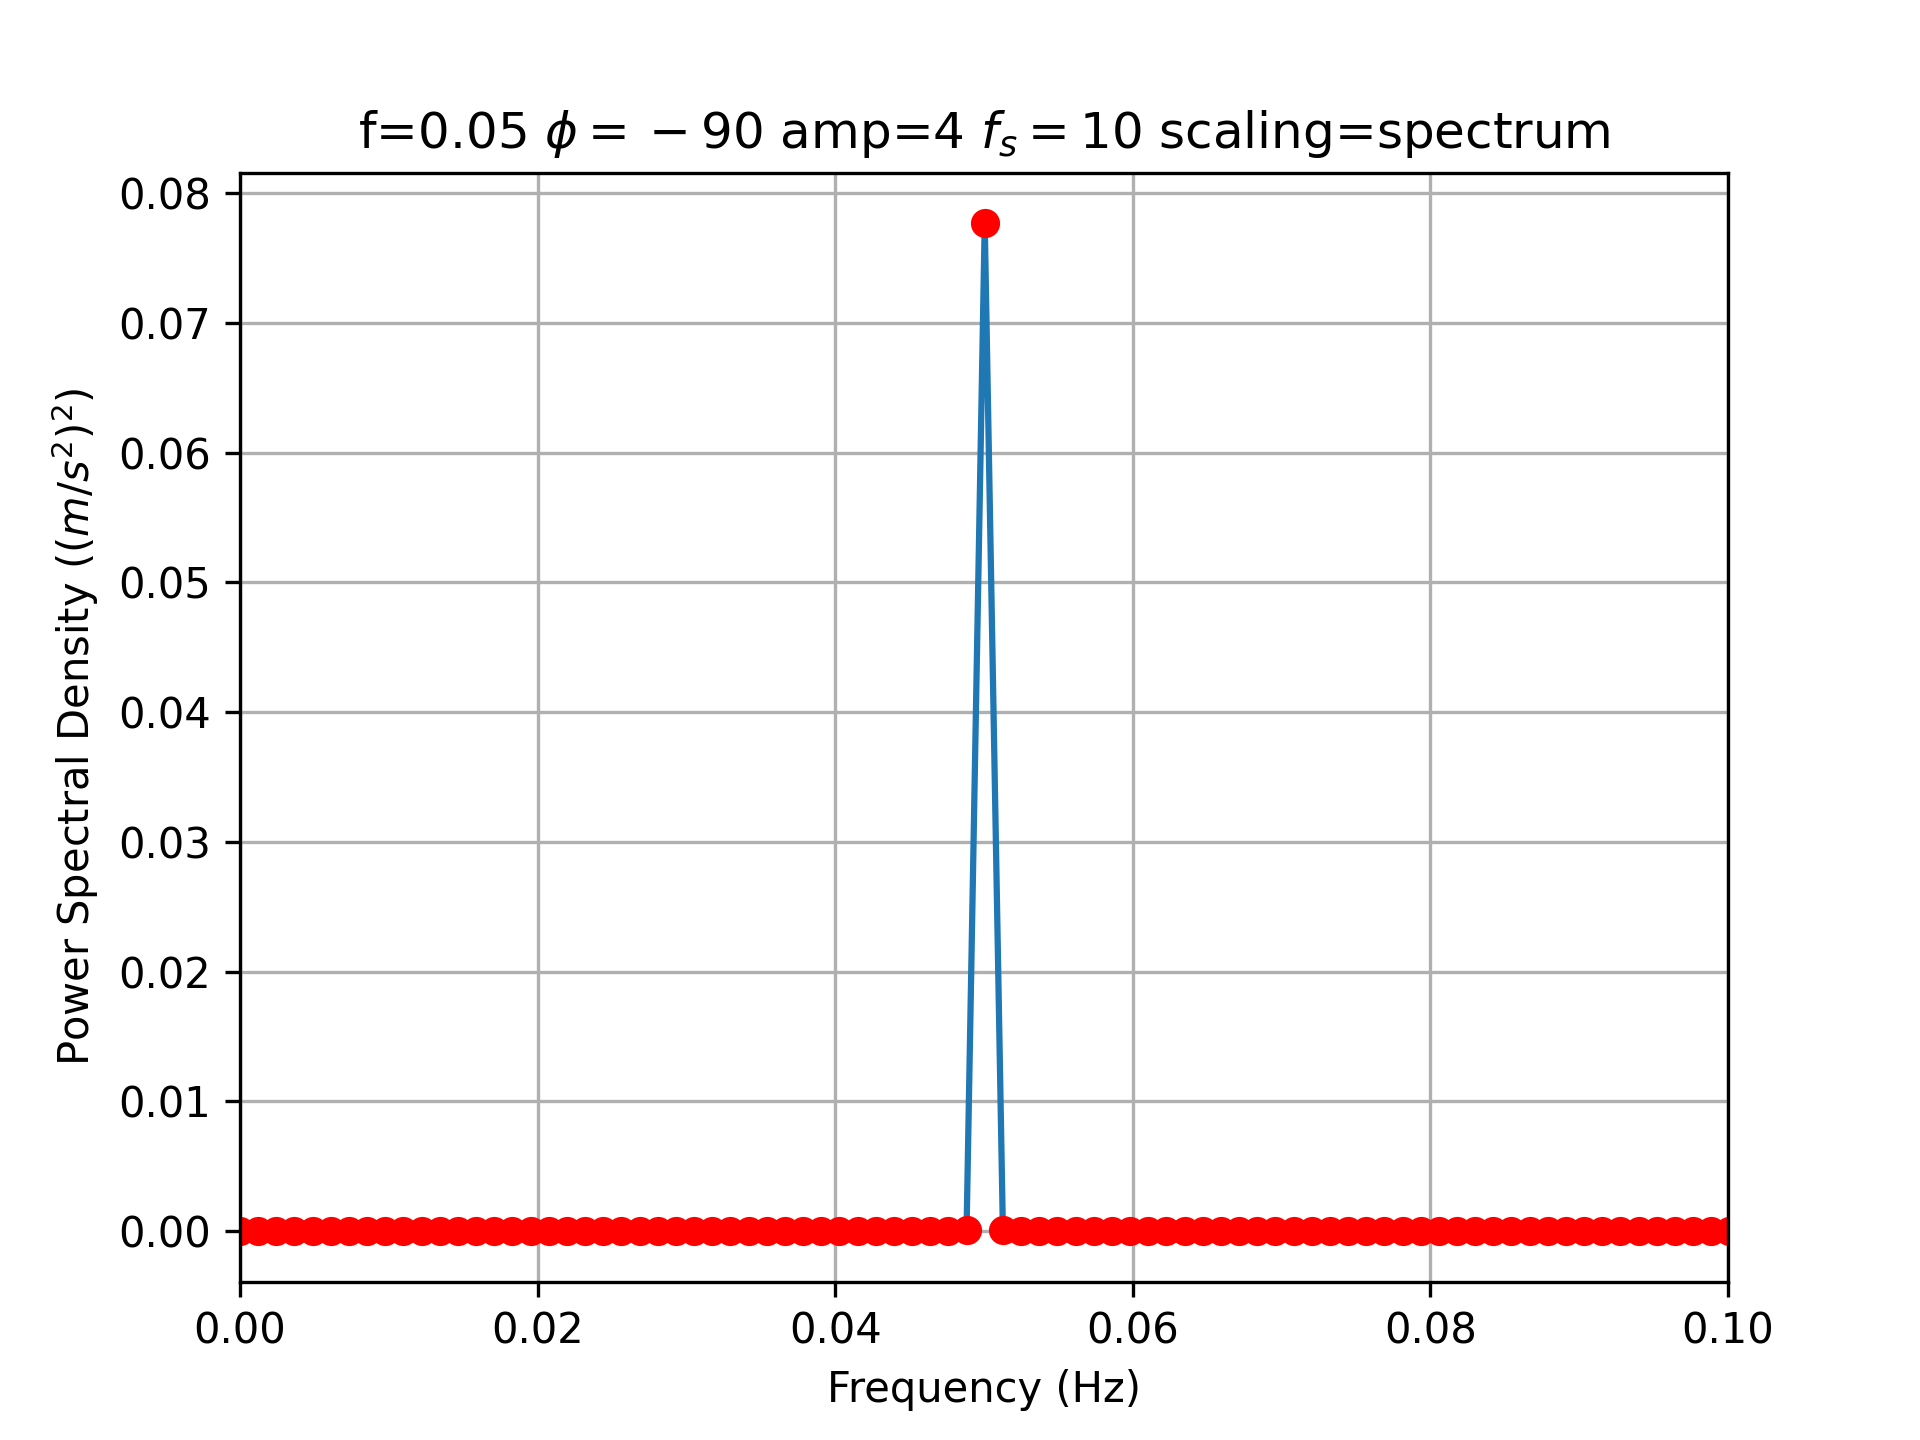 f=0.05 ϕ = −90 amp=4 fₛ = 10 scaling=spectrum
Power Spectral Density ((m/s²)²)
0.08
0.07
0.06
0.05
0.04
0.03
0.02
0.01
0.00
0.00 0.02 0.04 0.06 0.08 0.10
Frequency (Hz)